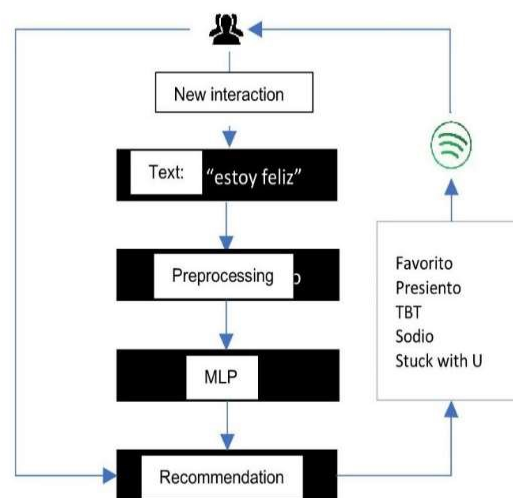 New interaction
Text: “estoy feliz”
Preprocessing
MLP
Recommendation
Favorito
Presiento
TBT
Sodio
Stuck with U